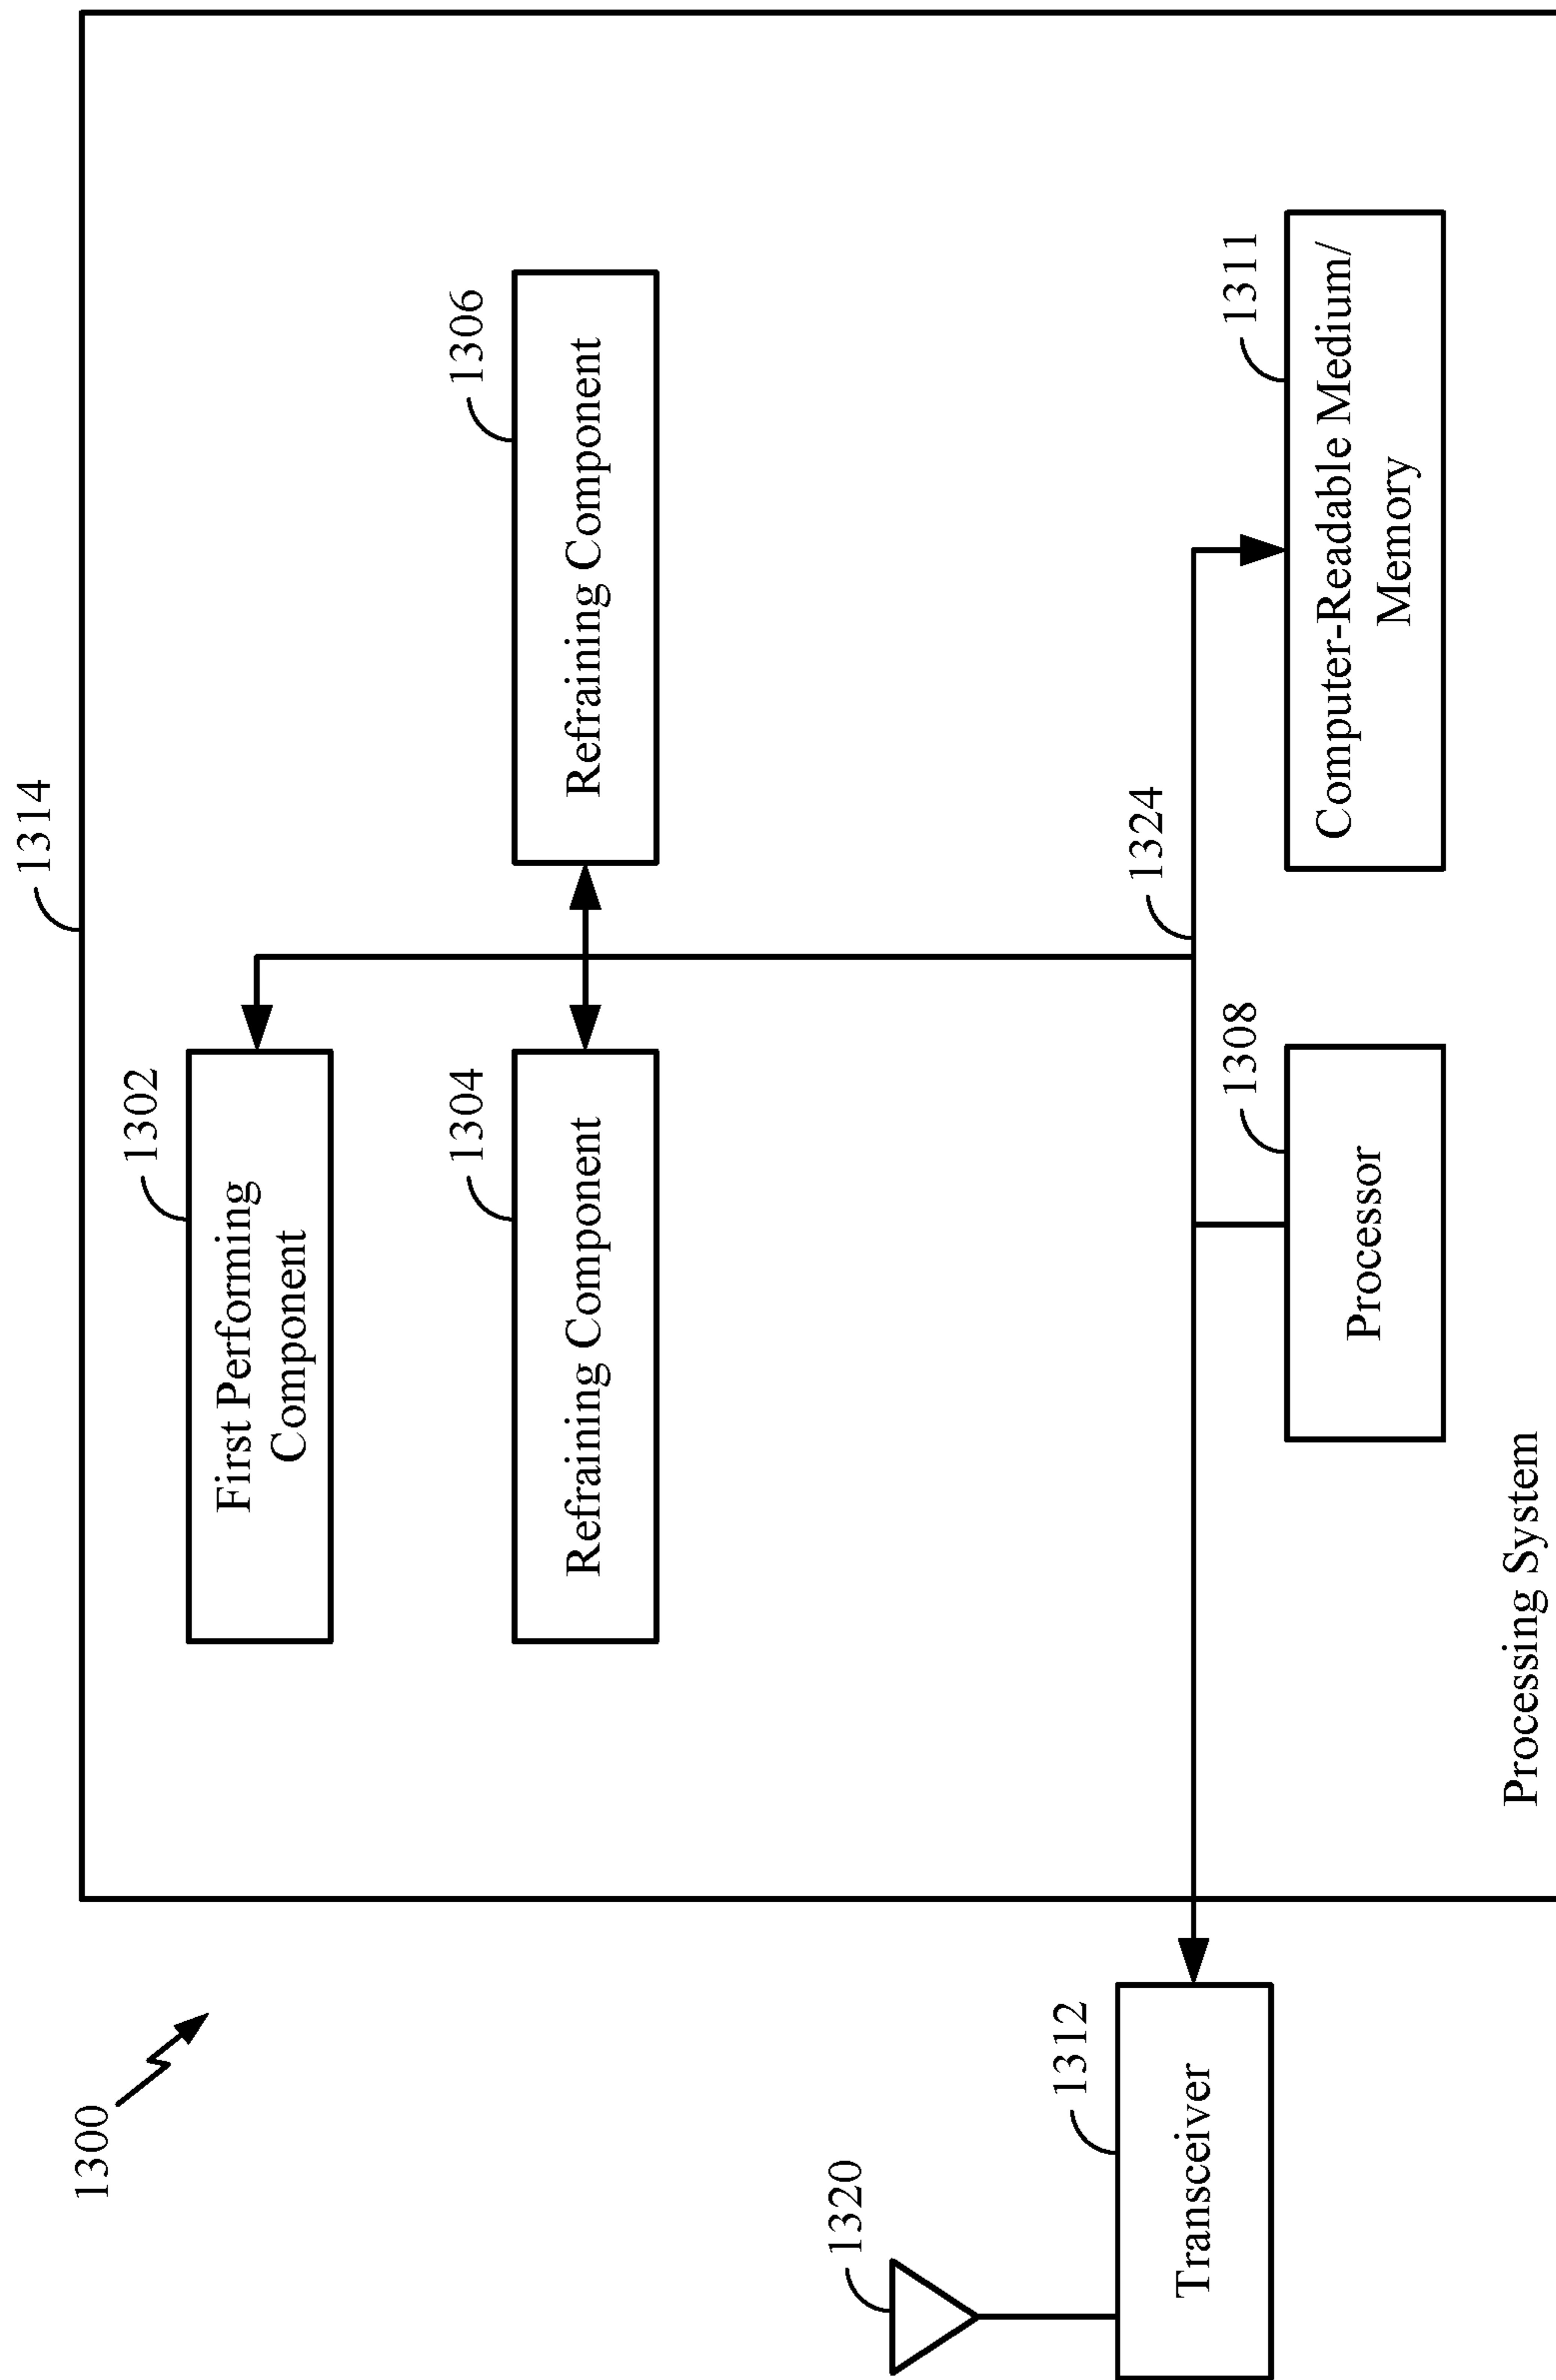 1300
1314
1302
First Performing
Component
1304
Refraining Component
1306
Refraining Component
1320
1312
Transceiver
1324
1308
Processor
1311
Computer-Readable Medium/
Memory
Processing System